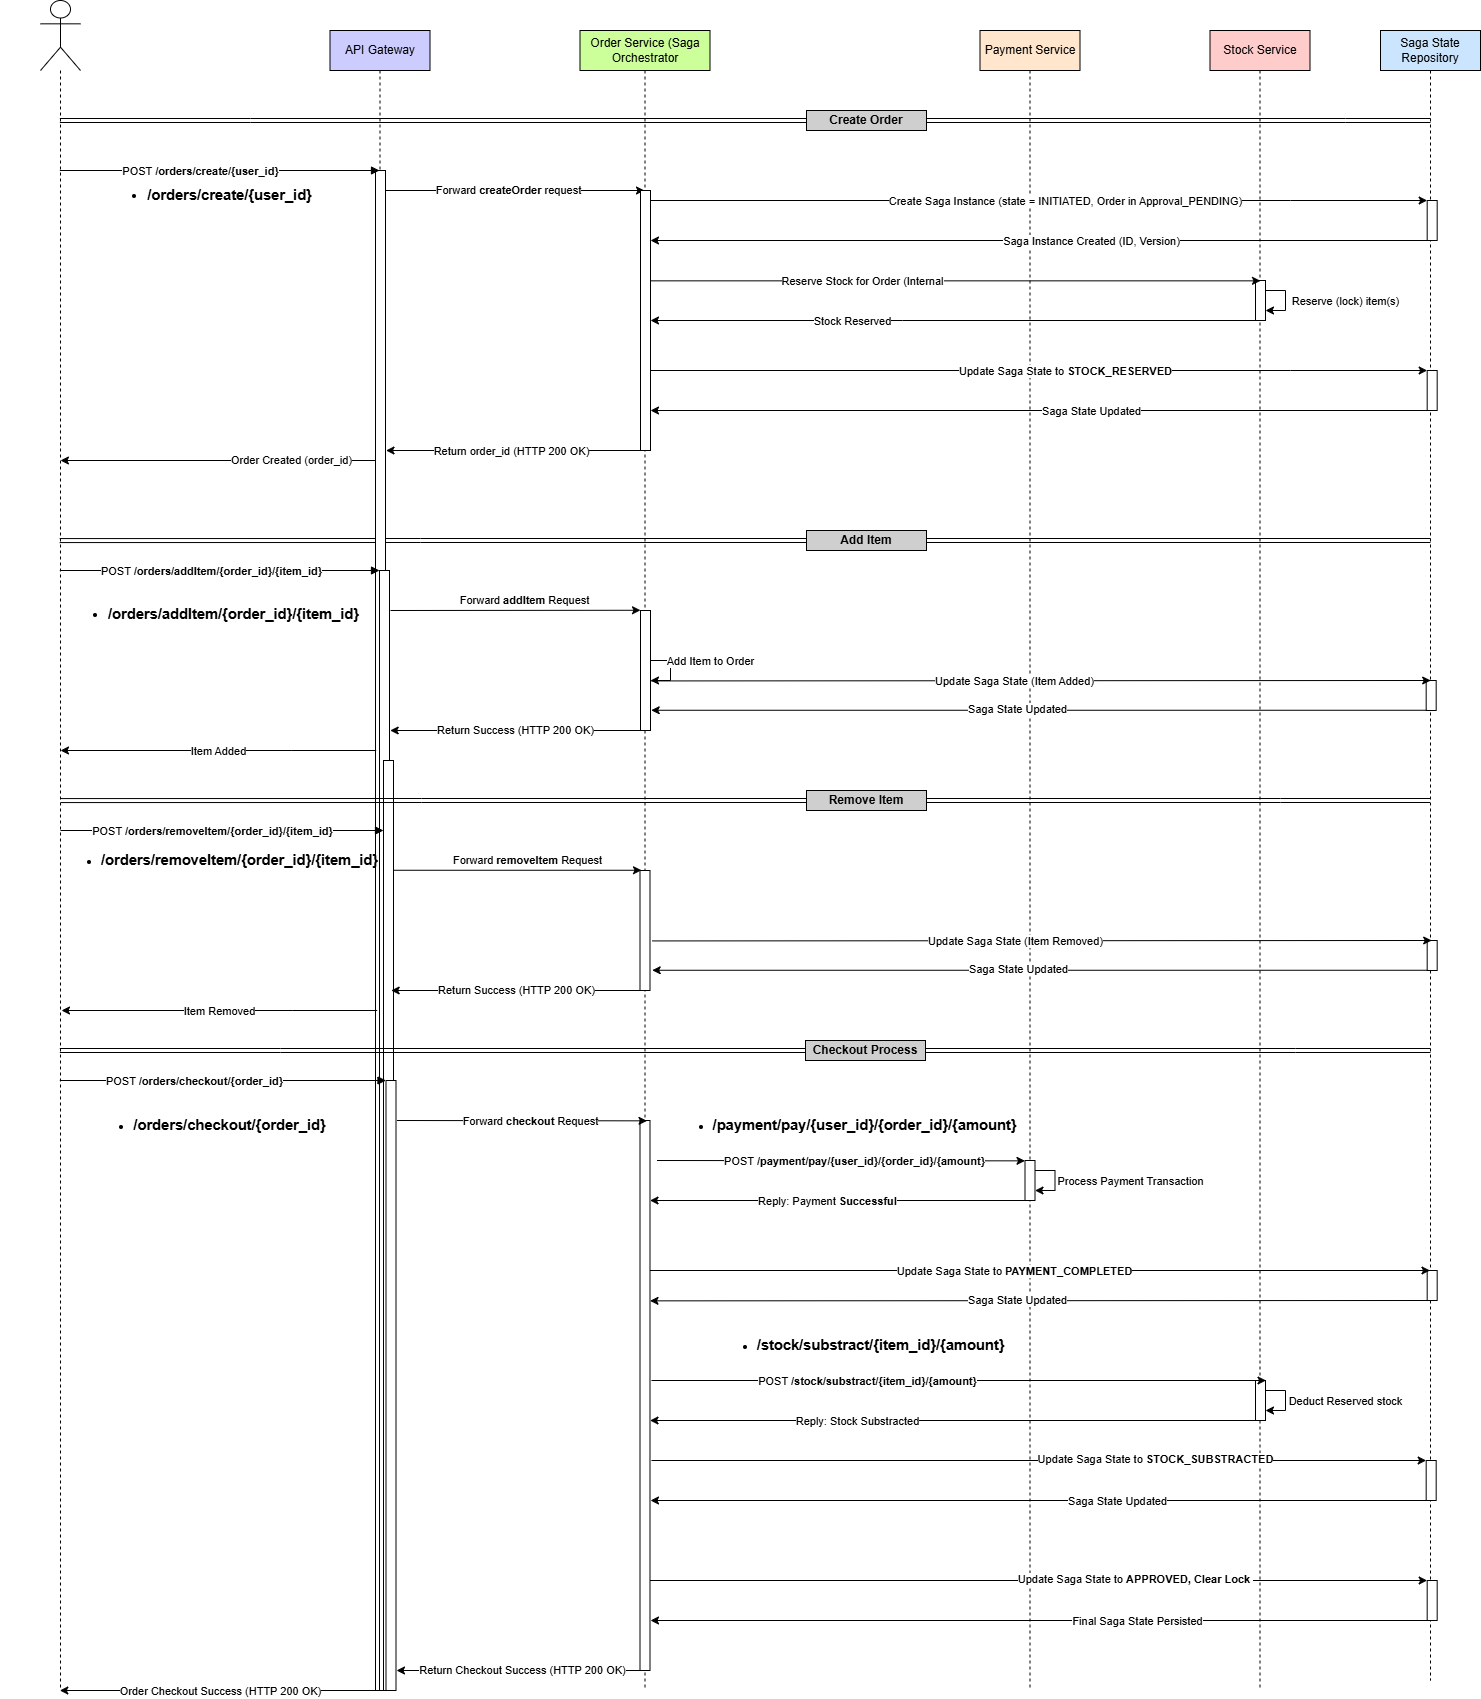 API Gateway
Order Service (Saga
Orchestrator
Payment Service
Stock Service
Saga State
Repository
Create Order
POST /orders/create/{user_id}
• /orders/create/{user_id}
Forward createOrder request
Create Saga Instance (state = INITIATED, Order in Approval_PENDING)
Saga Instance Created (ID, Version)
Reserve Stock for Order (Internal
Reserve (lock) item(s)
Stock Reserved
Update Saga State to STOCK_RESERVED
Saga State Updated
Return order_id (HTTP 200 OK)
Order Created (order_id)
Add Item
POST /orders/addItem/{order_id}/{item_id}
• /orders/addItem/{order_id}/{item_id}
Forward addItem Request
Add Item to Order
Update Saga State (Item Added)
Saga State Updated
Return Success (HTTP 200 OK)
Item Added
Remove Item
POST /orders/removeItem/{order_id}/{item_id}
• /orders/removeItem/{order_id}/{item_id}
Forward removeItem Request
Update Saga State (Item Removed)
Saga State Updated
Return Success (HTTP 200 OK)
Item Removed
Checkout Process
POST /orders/checkout/{order_id}
• /orders/checkout/{order_id}
Forward checkout Request
• /payment/pay/{user_id}/{order_id}/{amount}
POST /payment/pay/{user_id}/{order_id}/{amount}
Process Payment Transaction
Reply: Payment Successful
Update Saga State to PAYMENT_COMPLETED
Saga State Updated
• /stock/substract/{item_id}/{amount}
POST /stock/substract/{item_id}/{amount}
Deduct Reserved stock
Reply: Stock Substracted
Update Saga State to STOCK_SUBSTRACTED
Saga State Updated
Update Saga State to APPROVED, Clear Lock
Final Saga State Persisted
Return Checkout Success (HTTP 200 OK)
Order Checkout Success (HTTP 200 OK)